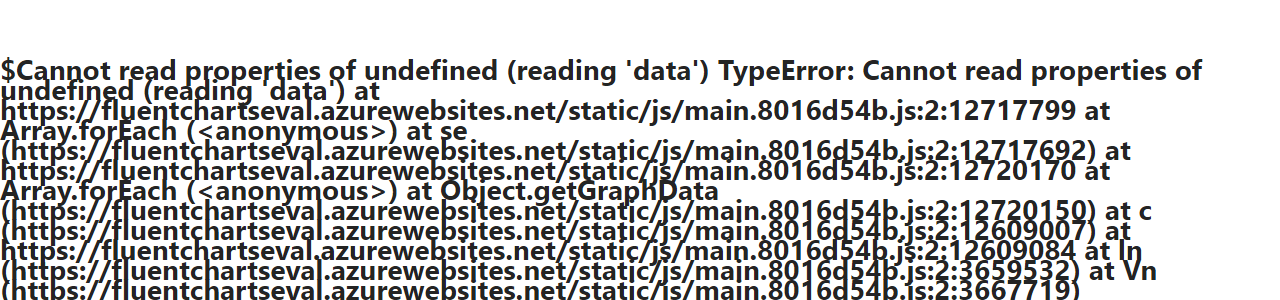 $Cannot read properties of undefined (reading 'data') TypeError: Cannot read properties of
undefined (reading 'data') at
https://fluentchartseval.azurewebsites.net/static/js/main.8016d54b.js:2:12717799 at
Array.forEach (<anonymous>) at se
(https://fluentchartseval.azurewebsites.net/static/js/main.8016d54b.js:2:12717692) at
https://fluentchartseval.azurewebsites.net/static/js/main.8016d54b.js:2:12720170 at
Array.forEach (<anonymous>) at Object.getGraphData
(https://fluentchartseval.azurewebsites.net/static/js/main.8016d54b.js:2:12720150) at c
(https://fluentchartseval.azurewebsites.net/static/js/main.8016d54b.js:2:12609007) at
https://fluentchartseval.azurewebsites.net/static/js/main.8016d54b.js:2:12609084 at ln
(https://fluentchartseval.azurewebsites.net/static/js/main.8016d54b.js:2:3659532) at Vn
(https://fluentchartseval.azurewebsites.net/static/js/main.8016d54b.js:2:3667719)